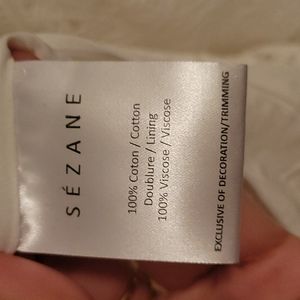 SÉZANE
100% Coton / Cotton
Doublure / Lining
100% Viscose / Viscose
EXCLUSIVE OF DECORATION/TRIMMING